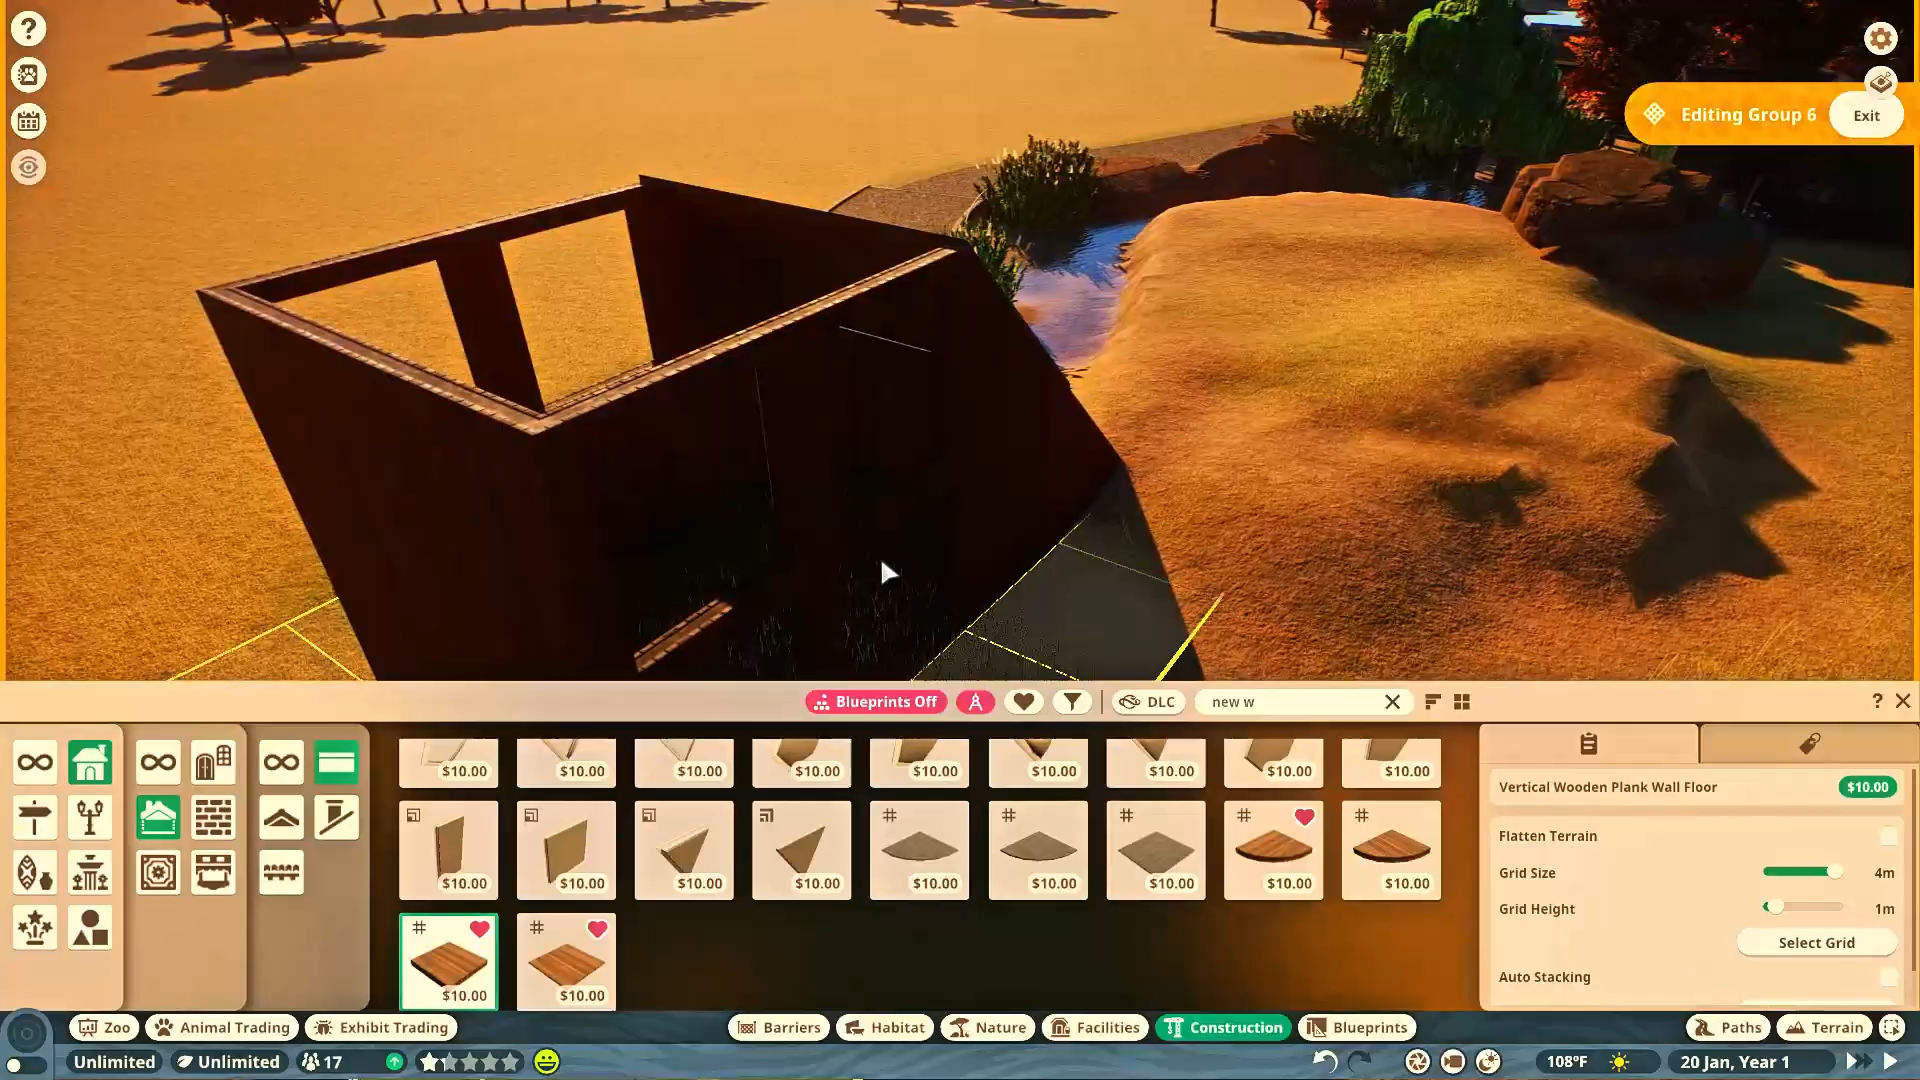 ?
Editing Group 6
Exit
Blueprints Off
DLC
new w
?
$10.00 $10.00 $10.00 $10.00 $10.00 $10.00 $10.00 $10.00 $10.00
$10.00 $10.00 $10.00 $10.00 $10.00 $10.00 $10.00 $10.00 $10.00
$10.00 $10.00
Vertical Wooden Plank Wall Floor
$10.00
Flatten Terrain
Grid Size
4m
Grid Height
1m
Select Grid
Auto Stacking
Zoo
Animal Trading
Exhibit Trading
Barriers
Habitat
Nature
Facilities
Construction
Blueprints
Paths
Terrain
Unlimited
Unlimited
17
108°F
20 Jan, Year 1